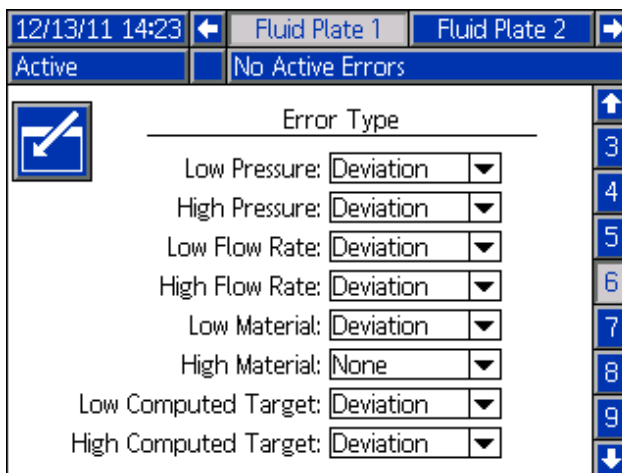 12/13/11 14:23 Fluid Plate 1 Fluid Plate 2
Active No Active Errors
Error Type
Low Pressure: Deviation
High Pressure: Deviation
Low Flow Rate: Deviation
High Flow Rate: Deviation
Low Material: Deviation
High Material: None
Low Computed Target: Deviation
High Computed Target: Deviation
3
4
5
6
7
8
9